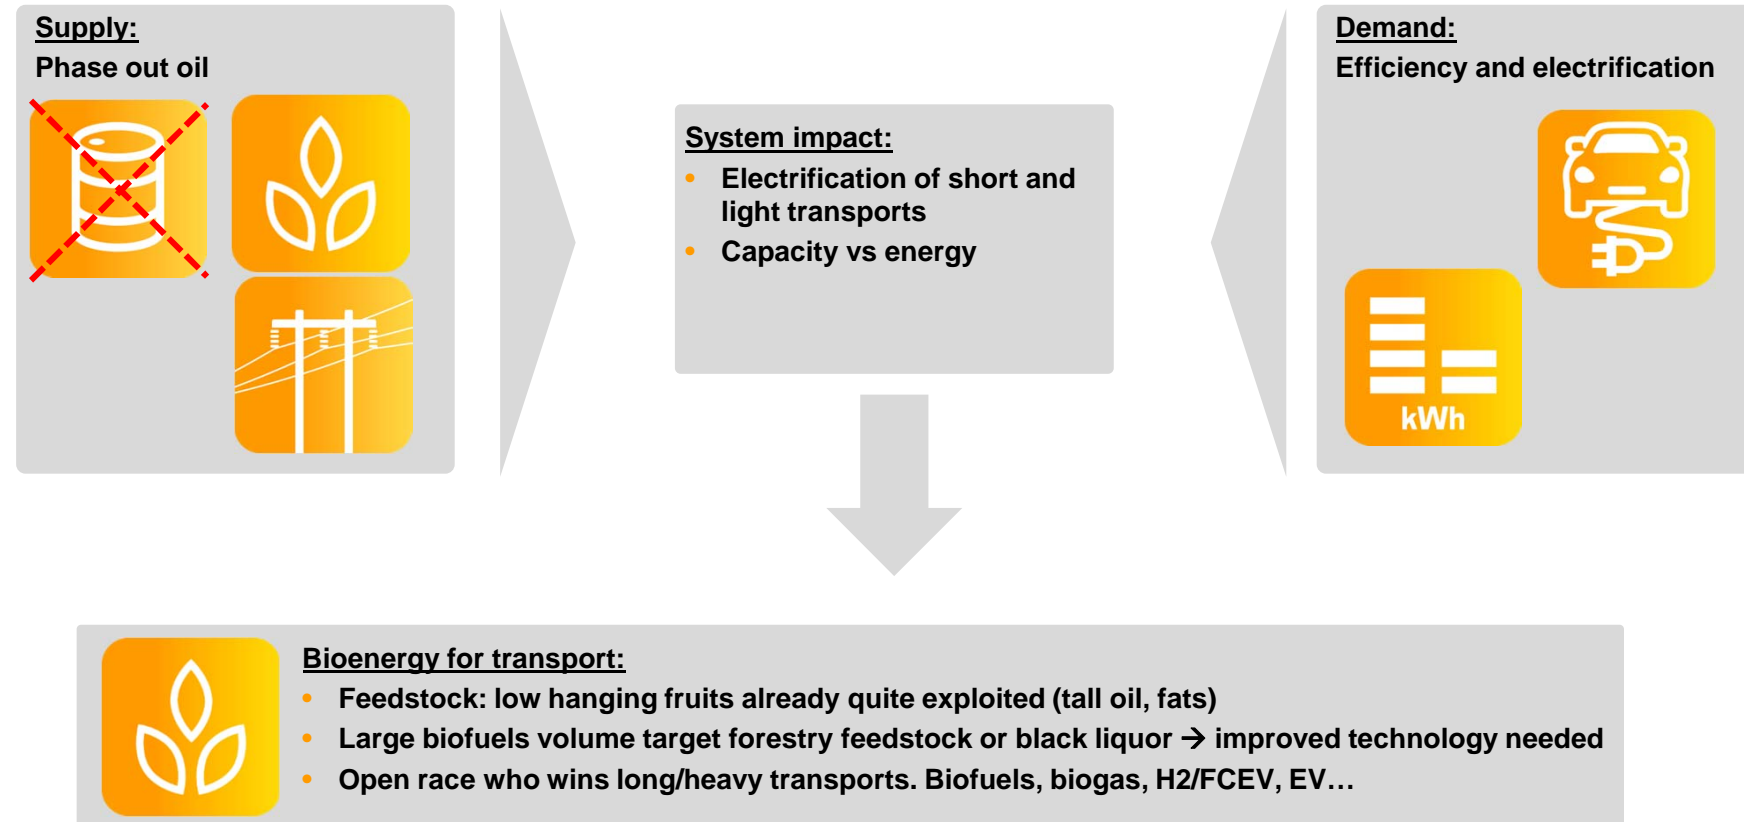 Supply:
Phase out oil
System impact:
• Electrification of short and
light transports
• Capacity vs energy
Demand:
Efficiency and electrification
kWh
Bioenergy for transport:
• Feedstock: low hanging fruits already quite exploited (tall oil, fats)
• Large biofuels volume target forestry feedstock or black liquor → improved technology needed
• Open race who wins long/heavy transports. Biofuels, biogas, H2/FCEV, EV…